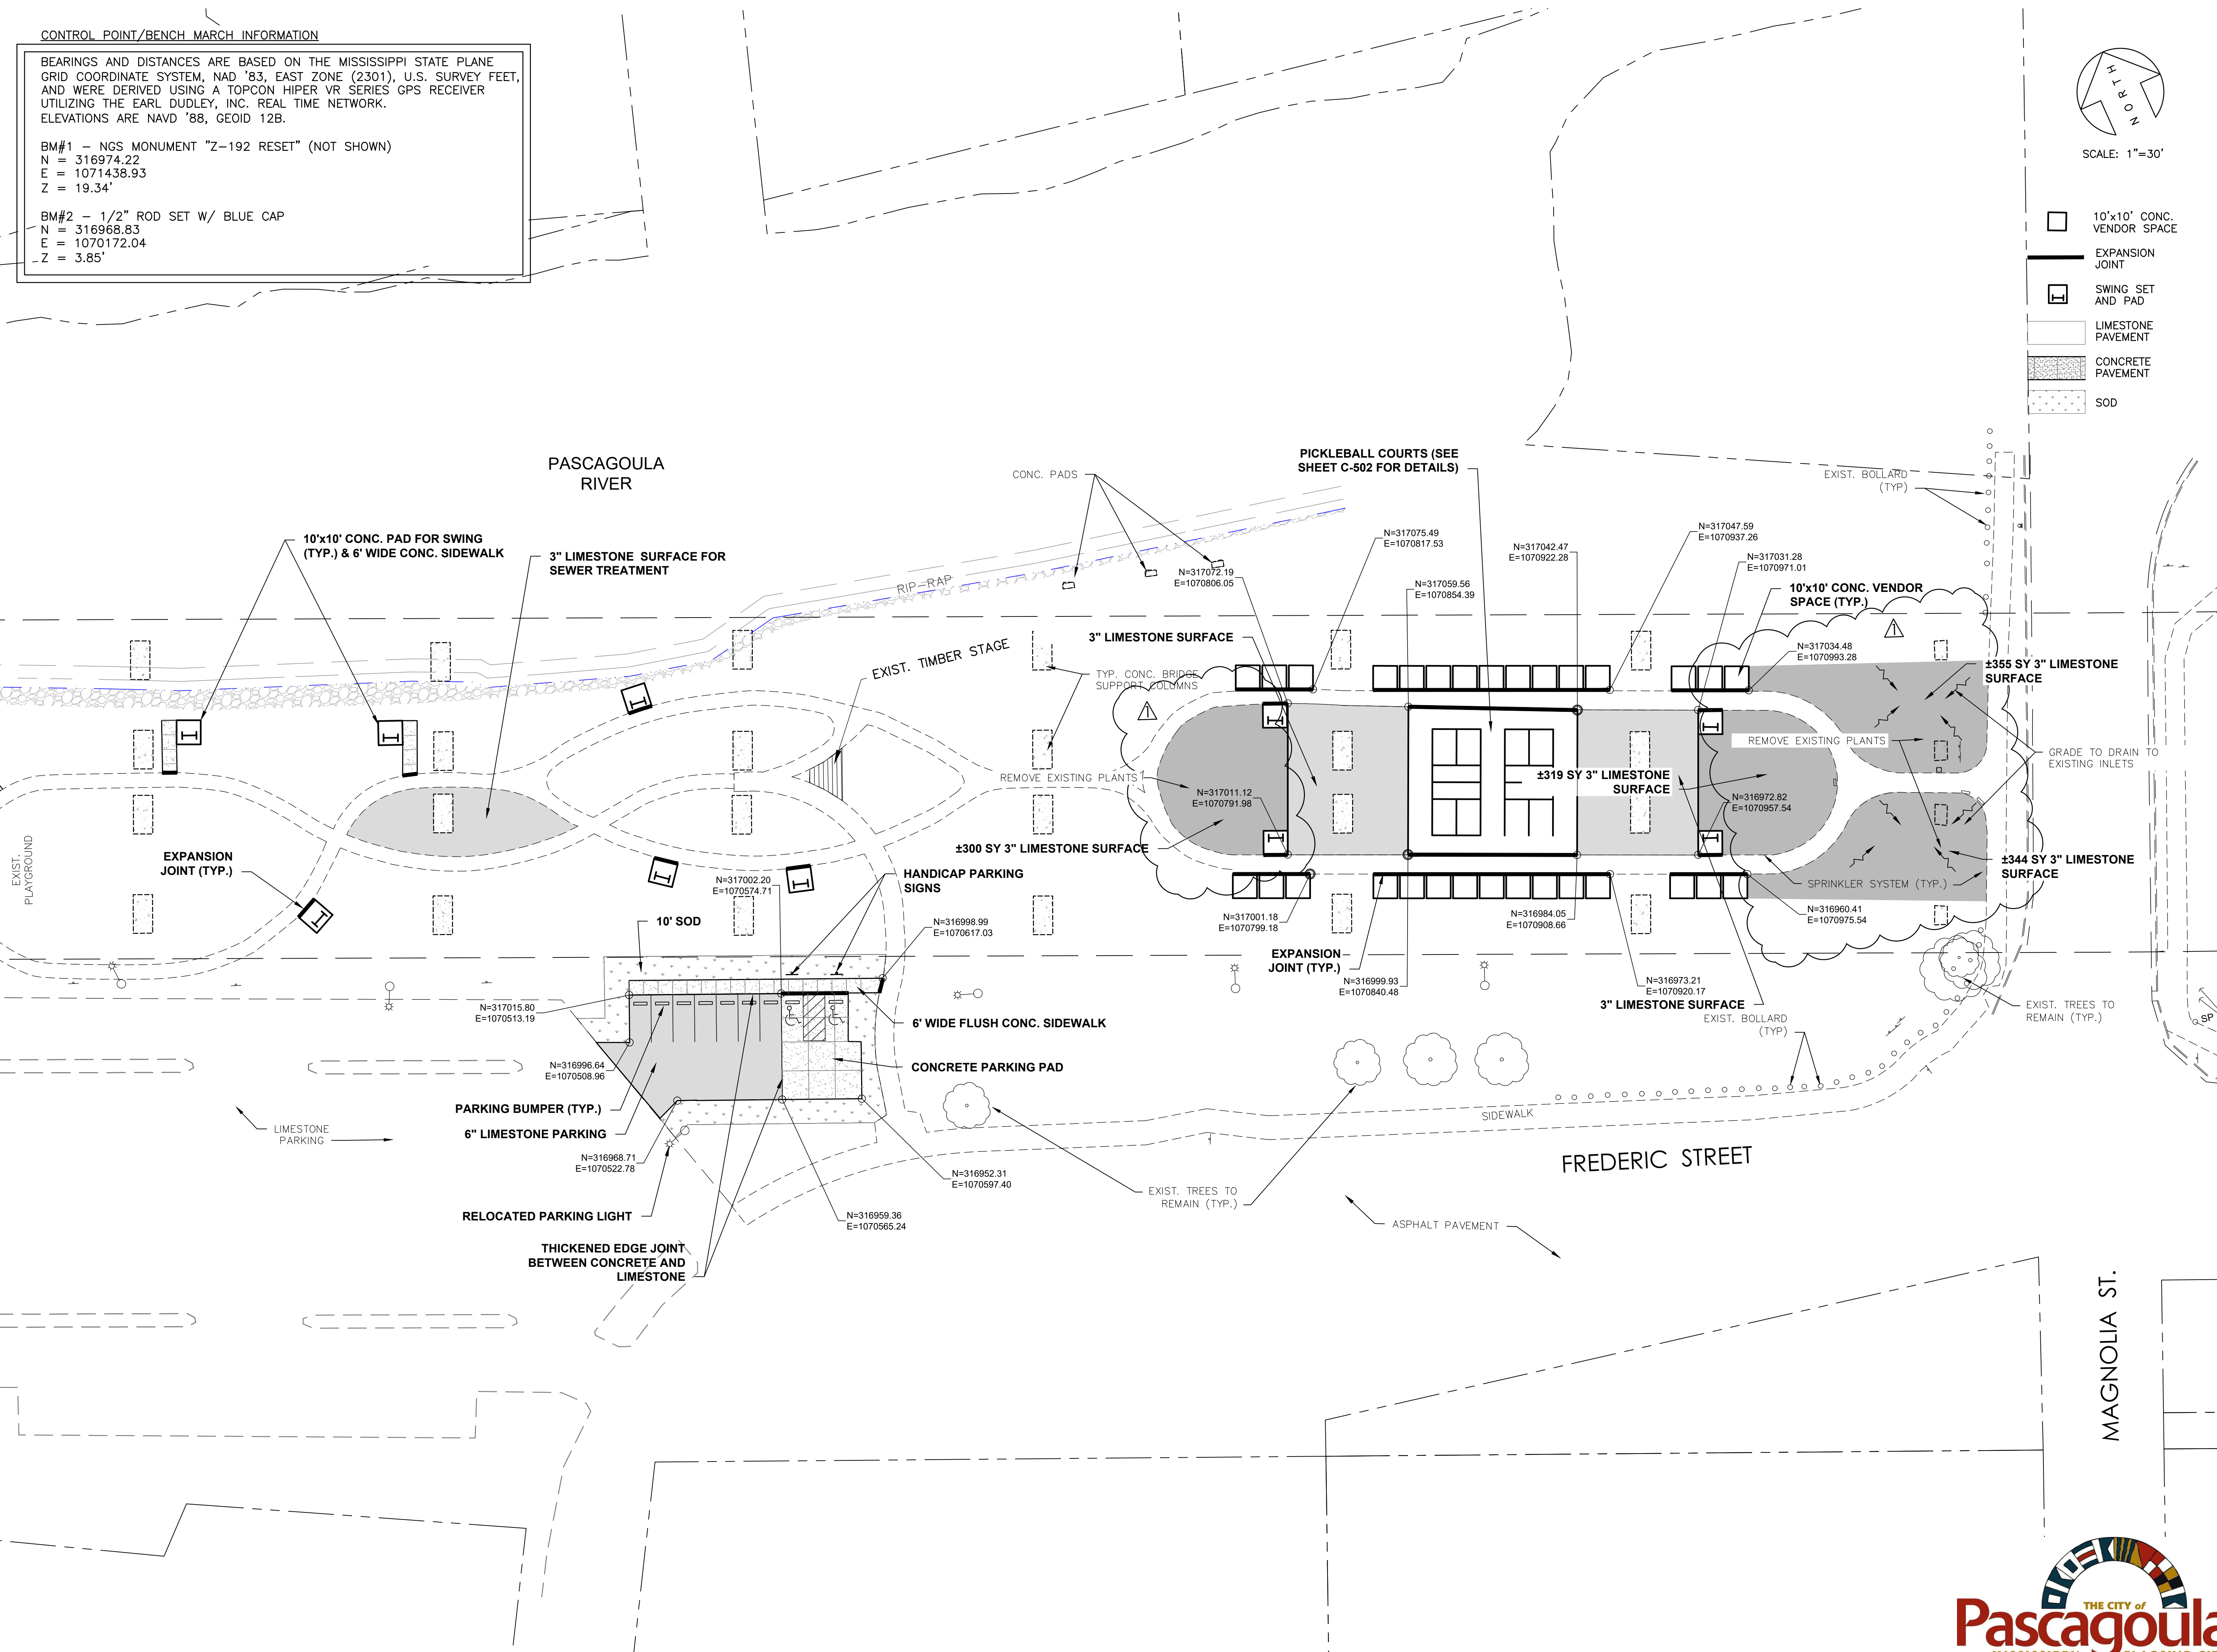 CONTROL POINT/BENCH MARCH INFORMATION
BEARINGS AND DISTANCES ARE BASED ON THE MISSISSIPPI STATE PLANE
GRID COORDINATE SYSTEM, NAD '83, EAST ZONE (2301), U.S. SURVEY FEET,
AND WERE DERIVED USING A TOPCON HIPER VR SERIES GPS RECEIVER
UTILIZING THE EARL DUDLEY, INC. REAL TIME NETWORK.
ELEVATIONS ARE NAVD '88, GEOID 12B.
BM#1 – NGS MONUMENT "Z–192 RESET" (NOT SHOWN)
N = 316974.22
E = 1071438.93
Z = 19.34'
BM#2 – 1/2" ROD SET W/ BLUE CAP
N = 316968.83
E = 1070172.04
Z = 3.85'
NORTH
SCALE: 1"=30'
10'x10' CONC.
VENDOR SPACE
EXPANSION
JOINT
SWING SET
AND PAD
LIMESTONE
PAVEMENT
CONCRETE
PAVEMENT
SOD
PASCAGOULA
RIVER
CONC. PADS
PICKLEBALL COURTS (SEE
SHEET C-502 FOR DETAILS)
EXIST. BOLLARD
(TYP)
10'x10' CONC. PAD FOR SWING
(TYP.) & 6' WIDE CONC. SIDEWALK
3" LIMESTONE SURFACE FOR
SEWER TREATMENT
RIP–RAP
N=317072.19
E=1070806.05
N=317075.49
E=1070817.53
N=317059.56
E=1070854.39
N=317042.47
E=1070922.28
N=317047.59
E=1070937.26
N=317031.28
E=1070971.01
10'x10' CONC. VENDOR
SPACE (TYP.)
1
N=317034.48
E=1070993.28
±355 SY 3" LIMESTONE
SURFACE
3" LIMESTONE SURFACE
EXIST. TIMBER STAGE
TYP. CONC. BRIDGE
SUPPORT COLUMNS
1
REMOVE EXISTING PLANTS
REMOVE EXISTING PLANTS
GRADE TO DRAIN TO
EXISTING INLETS
±319 SY 3" LIMESTONE
SURFACE
N=317011.12
E=1070791.98
N=316972.82
E=1070957.54
±300 SY 3" LIMESTONE SURFACE
±344 SY 3" LIMESTONE
SURFACE
SPRINKLER SYSTEM (TYP.)
EXIST.
PLAYGROUND
EXPANSION
JOINT (TYP.)
N=317002.20
E=1070574.71
HANDICAP PARKING
SIGNS
10' SOD
N=316998.99
E=1070617.03
N=317001.18
E=1070799.18
N=316984.05
E=1070908.66
N=316960.41
E=1070975.54
EXPANSION
JOINT (TYP.)
N=316999.93
E=1070840.48
N=316973.21
E=1070920.17
3" LIMESTONE SURFACE
EXIST. BOLLARD
(TYP)
EXIST. TREES TO
REMAIN (TYP.)
SP
N=317015.80
E=1070513.19
6' WIDE FLUSH CONC. SIDEWALK
N=316996.64
E=1070508.96
CONCRETE PARKING PAD
PARKING BUMPER (TYP.)
6" LIMESTONE PARKING
LIMESTONE
PARKING
SIDEWALK
N=316968.71
E=1070522.78
N=316952.31
E=1070597.40
FREDERIC STREET
EXIST. TREES TO
REMAIN (TYP.)
RELOCATED PARKING LIGHT
N=316959.36
E=1070565.24
ASPHALT PAVEMENT
THICKENED EDGE JOINT
BETWEEN CONCRETE AND
LIMESTONE
MAGNOLIA ST.
THE CITY of
Pascagoula